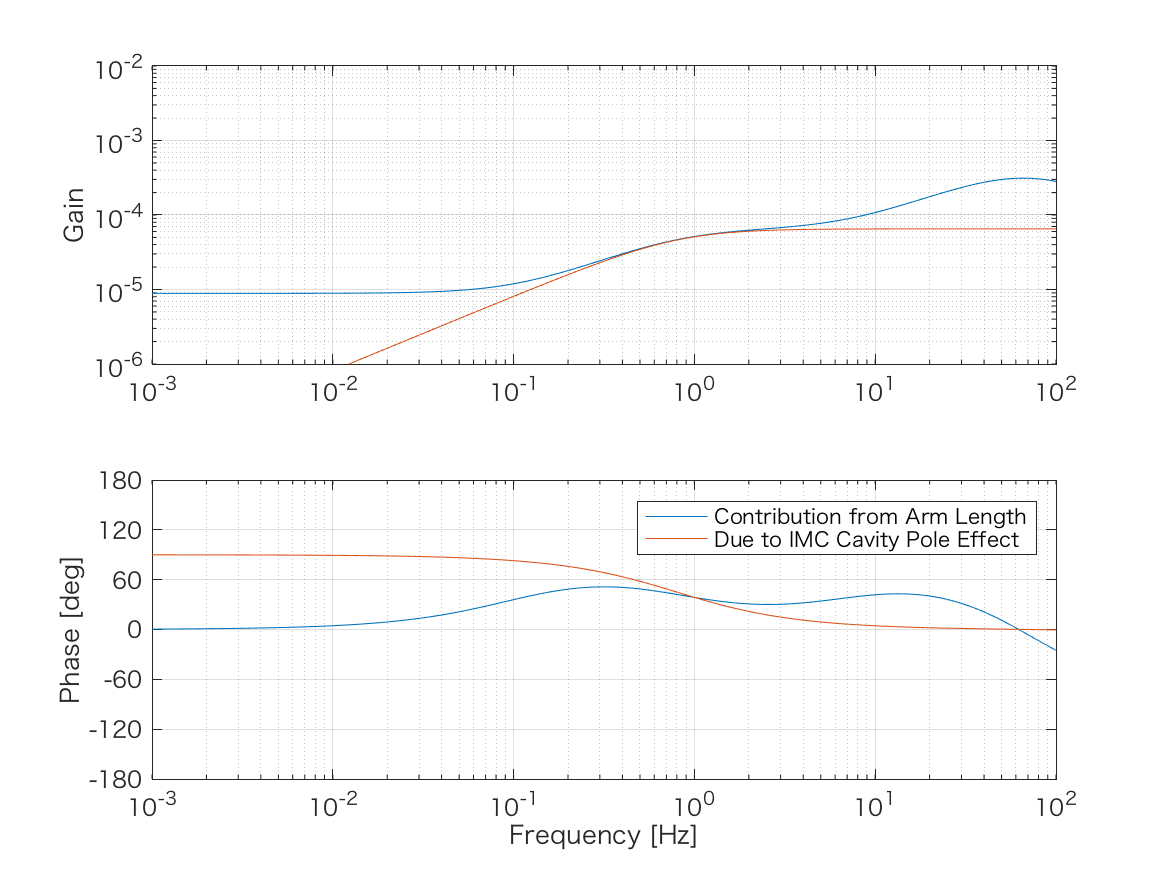 10^-2
10^-3
10^-4
10^-5
10^-6
Gain
10^-3 10^-2 10^-1 10^0 10^1 10^2
180
120
60
0
-60
-120
-180
Phase [deg]
Contribution from Arm Length
Due to IMC Cavity Pole Effect
10^-3 10^-2 10^-1 10^0 10^1 10^2
Frequency [Hz]